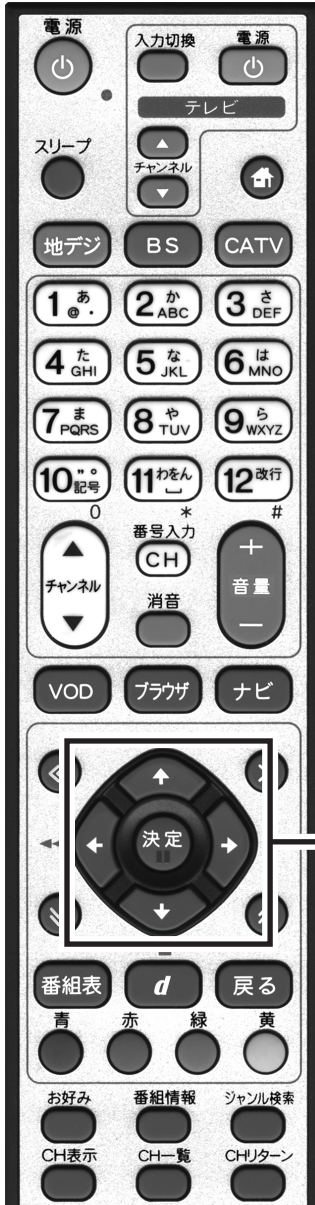 電源
入力切換 電源
テレビ
スリープ
チャンネル
地デジ BS CATV
1 あ @. 2 か ABC 3 さ DEF
4 た GHI 5 な JKL 6 は MNO
7 ま PQRS 8 や TUV 9 ら WXYZ
10 ゛゜ 記号 11 わをん 12 改行
0 * #
番号入力
CH
チャンネル
+
音量
−
消音
VOD ブラウザ ナビ
決定
番組表 d 戻る
青 赤 緑 黄
お好み 番組情報 ジャンル検索
CH表示 CH一覧 CHリターン